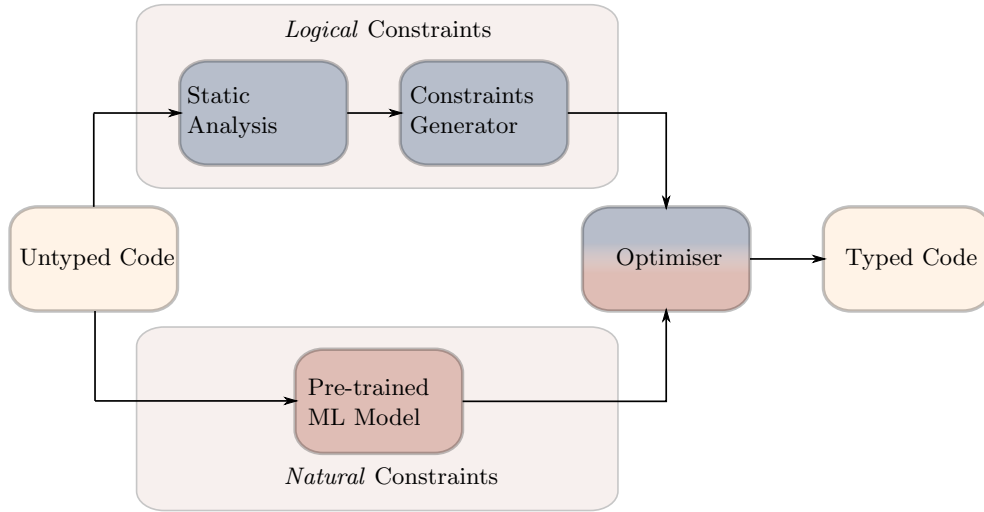 Logical Constraints
Static
Analysis
Constraints
Generator
Untyped Code
Optimiser
Typed Code
Pre-trained
ML Model
Natural Constraints